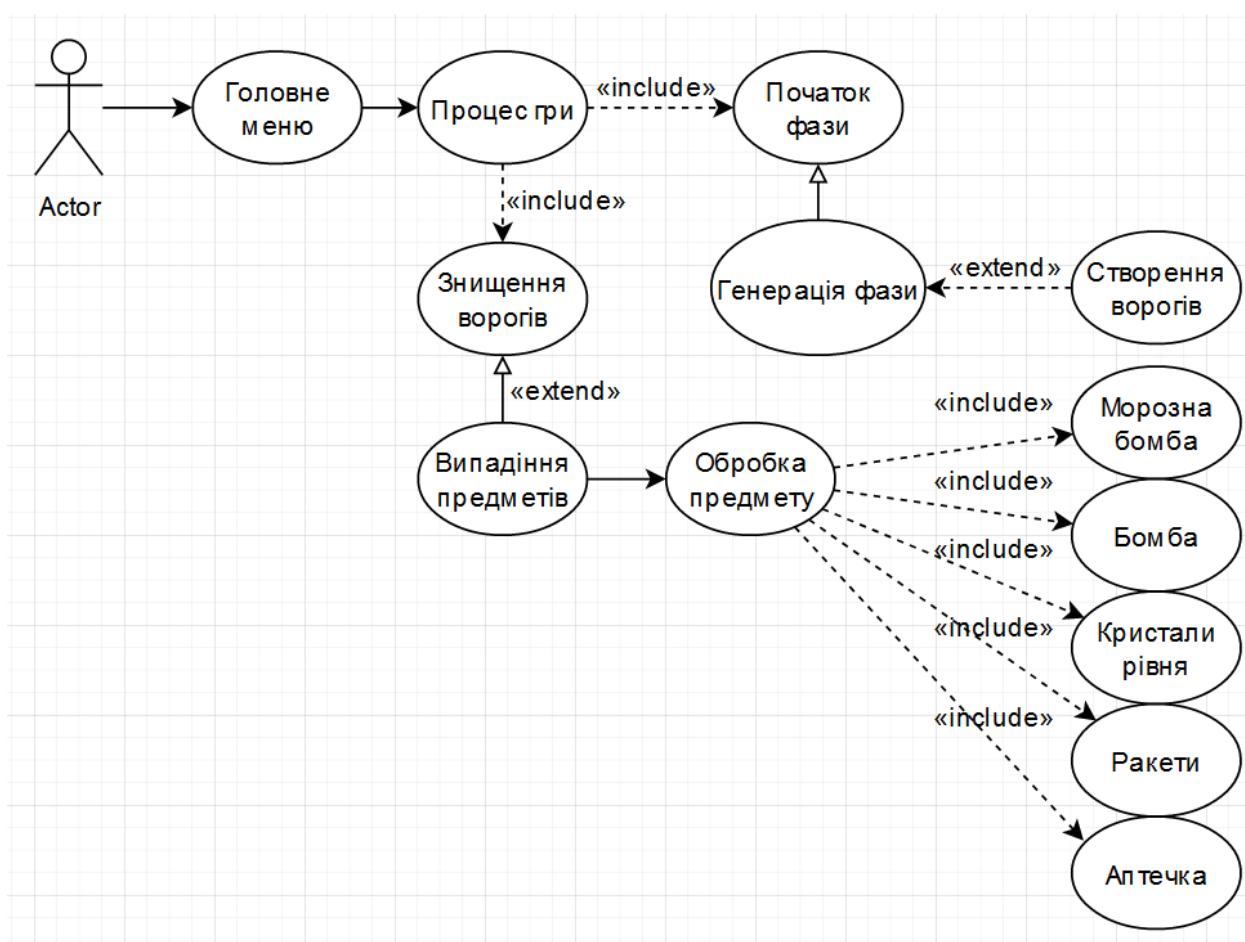 Головне
меню
Процес гри
«include»
Початок
фази
Actor
«include»
Знищення
ворогів
Генерація фази
«extend»
Створення
ворогів
«extend»
Випадіння
предметів
Обробка
предмету
«include»
Морозна
бомба
«include»
Бомба
«include»
Кристали
рівня
«include»
Ракети
«include»
Аптечка